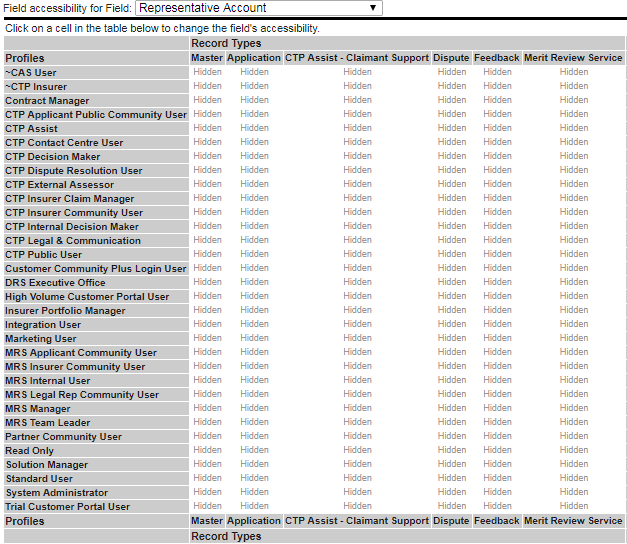 Field accessibility for Field: Representative Account
Click on a cell in the table below to change the field's accessibility.
Record Types
Profiles Master Application CTP Assist - Claimant Support Dispute Feedback Merit Review Service
~CAS User Hidden Hidden Hidden Hidden Hidden Hidden
~CTP Insurer Hidden Hidden Hidden Hidden Hidden Hidden
Contract Manager Hidden Hidden Hidden Hidden Hidden Hidden
CTP Applicant Public Community User Hidden Hidden Hidden Hidden Hidden Hidden
CTP Assist Hidden Hidden Hidden Hidden Hidden Hidden
CTP Contact Centre User Hidden Hidden Hidden Hidden Hidden Hidden
CTP Decision Maker Hidden Hidden Hidden Hidden Hidden Hidden
CTP Dispute Resolution User Hidden Hidden Hidden Hidden Hidden Hidden
CTP External Assessor Hidden Hidden Hidden Hidden Hidden Hidden
CTP Insurer Claim Manager Hidden Hidden Hidden Hidden Hidden Hidden
CTP Insurer Community User Hidden Hidden Hidden Hidden Hidden Hidden
CTP Internal Decision Maker Hidden Hidden Hidden Hidden Hidden Hidden
CTP Legal & Communication Hidden Hidden Hidden Hidden Hidden Hidden
CTP Public User Hidden Hidden Hidden Hidden Hidden Hidden
Customer Community Plus Login User Hidden Hidden Hidden Hidden Hidden Hidden
DRS Executive Office Hidden Hidden Hidden Hidden Hidden Hidden
High Volume Customer Portal User Hidden Hidden Hidden Hidden Hidden Hidden
Insurer Portfolio Manager Hidden Hidden Hidden Hidden Hidden Hidden
Integration User Hidden Hidden Hidden Hidden Hidden Hidden
Marketing User Hidden Hidden Hidden Hidden Hidden Hidden
MRS Applicant Community User Hidden Hidden Hidden Hidden Hidden Hidden
MRS Insurer Community User Hidden Hidden Hidden Hidden Hidden Hidden
MRS Internal User Hidden Hidden Hidden Hidden Hidden Hidden
MRS Legal Rep Community User Hidden Hidden Hidden Hidden Hidden Hidden
MRS Manager Hidden Hidden Hidden Hidden Hidden Hidden
MRS Team Leader Hidden Hidden Hidden Hidden Hidden Hidden
Partner Community User Hidden Hidden Hidden Hidden Hidden Hidden
Read Only Hidden Hidden Hidden Hidden Hidden Hidden
Solution Manager Hidden Hidden Hidden Hidden Hidden Hidden
Standard User Hidden Hidden Hidden Hidden Hidden Hidden
System Administrator Hidden Hidden Hidden Hidden Hidden Hidden
Trial Customer Portal User Hidden Hidden Hidden Hidden Hidden Hidden
Profiles Master Application CTP Assist - Claimant Support Dispute Feedback Merit Review Service
Record Types